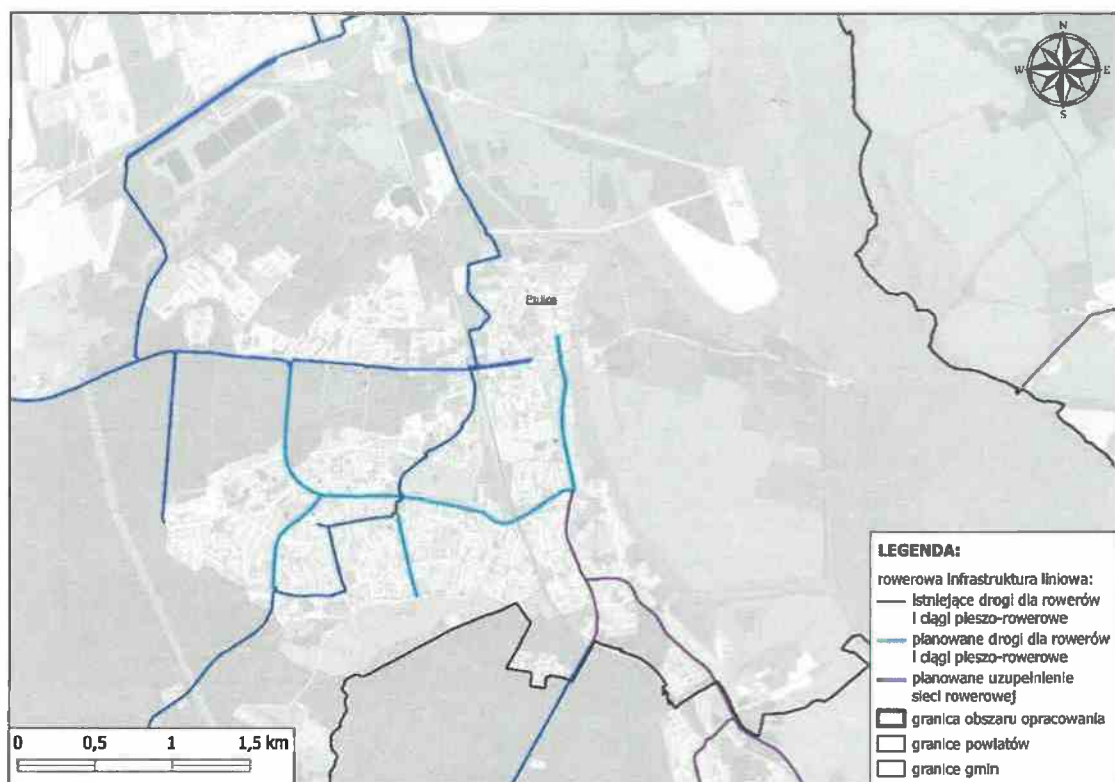 N
W E
S
Police
LEGENDA:
rowerowa infrastruktura liniowa:
istniejące drogi dla rowerów
i ciągi pieszo-rowerowe
planowane drogi dla rowerów
i ciągi pieszo-rowerowe
planowane uzupełnienie
sieci rowerowej
granica obszaru opracowania
granice powiatów
granice gmin
0 0,5 1 1,5 km